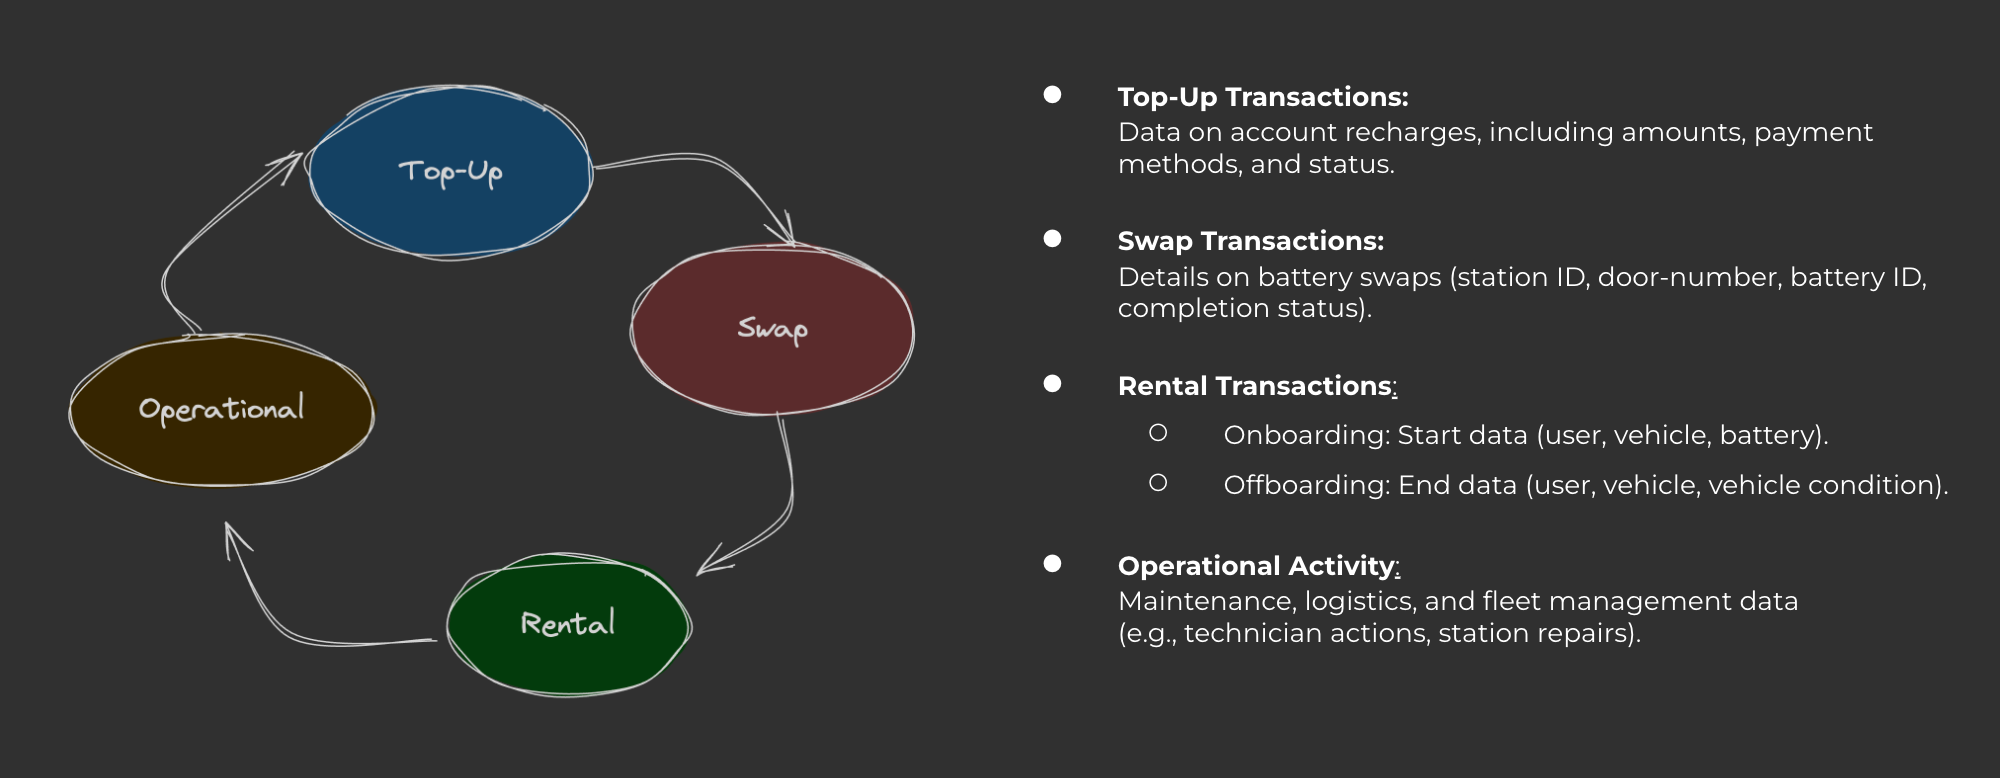 Top-Up
Swap
Operational
Rental
● Top-Up Transactions:
Data on account recharges, including amounts, payment
methods, and status.
● Swap Transactions:
Details on battery swaps (station ID, door-number, battery ID,
completion status).
● Rental Transactions:
○ Onboarding: Start data (user, vehicle, battery).
○ Offboarding: End data (user, vehicle, vehicle condition).
● Operational Activity:
Maintenance, logistics, and fleet management data
(e.g., technician actions, station repairs).